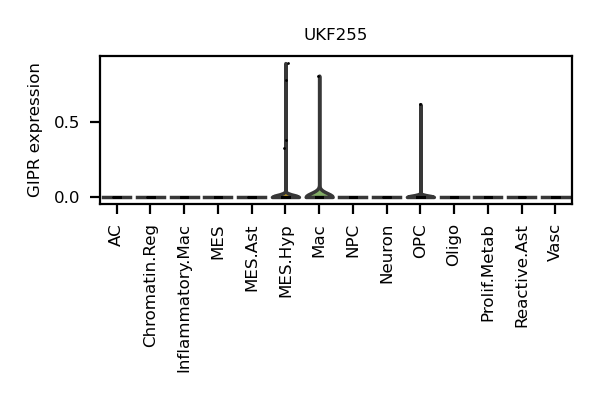 UKF255
GIPR expression
0.5
0.0
AC
Chromatin.Reg
Inflammatory.Mac
MES
MES.Ast
MES.Hyp
Mac
NPC
Neuron
OPC
Oligo
Prolif.Metab
Reactive.Ast
Vasc